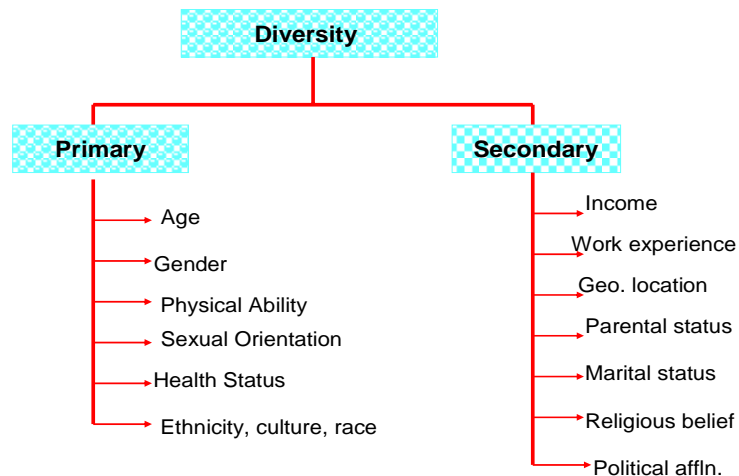 Diversity
Primary
Secondary
Age
Gender
Physical Ability
Sexual Orientation
Health Status
Ethnicity, culture, race
Income
Work experience
Geo. location
Parental status
Marital status
Religious belief
Political affln.